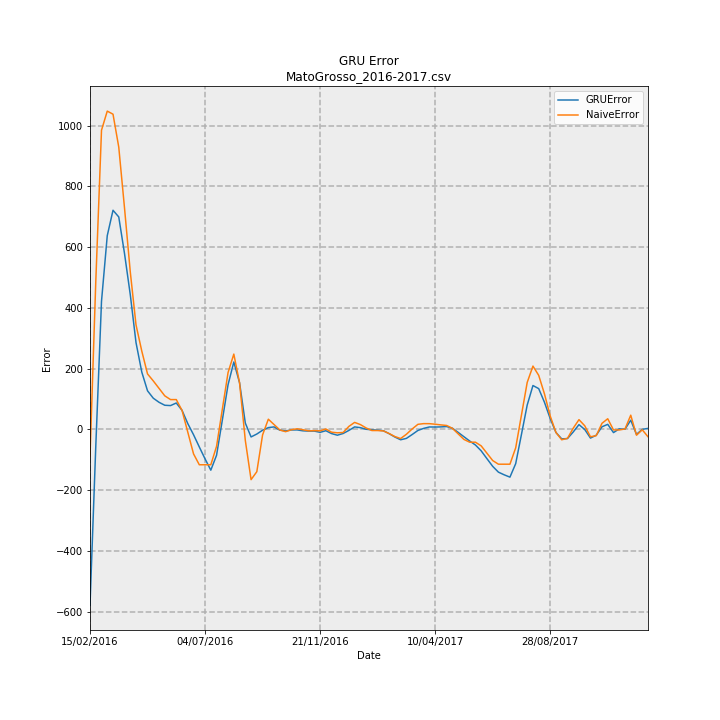 GRU Error
MatoGrosso_2016-2017.csv
GRUError
NaiveError
1000
800
600
400
200
0
−200
−400
−600
Error
15/02/2016
04/07/2016
21/11/2016
10/04/2017
28/08/2017
Date